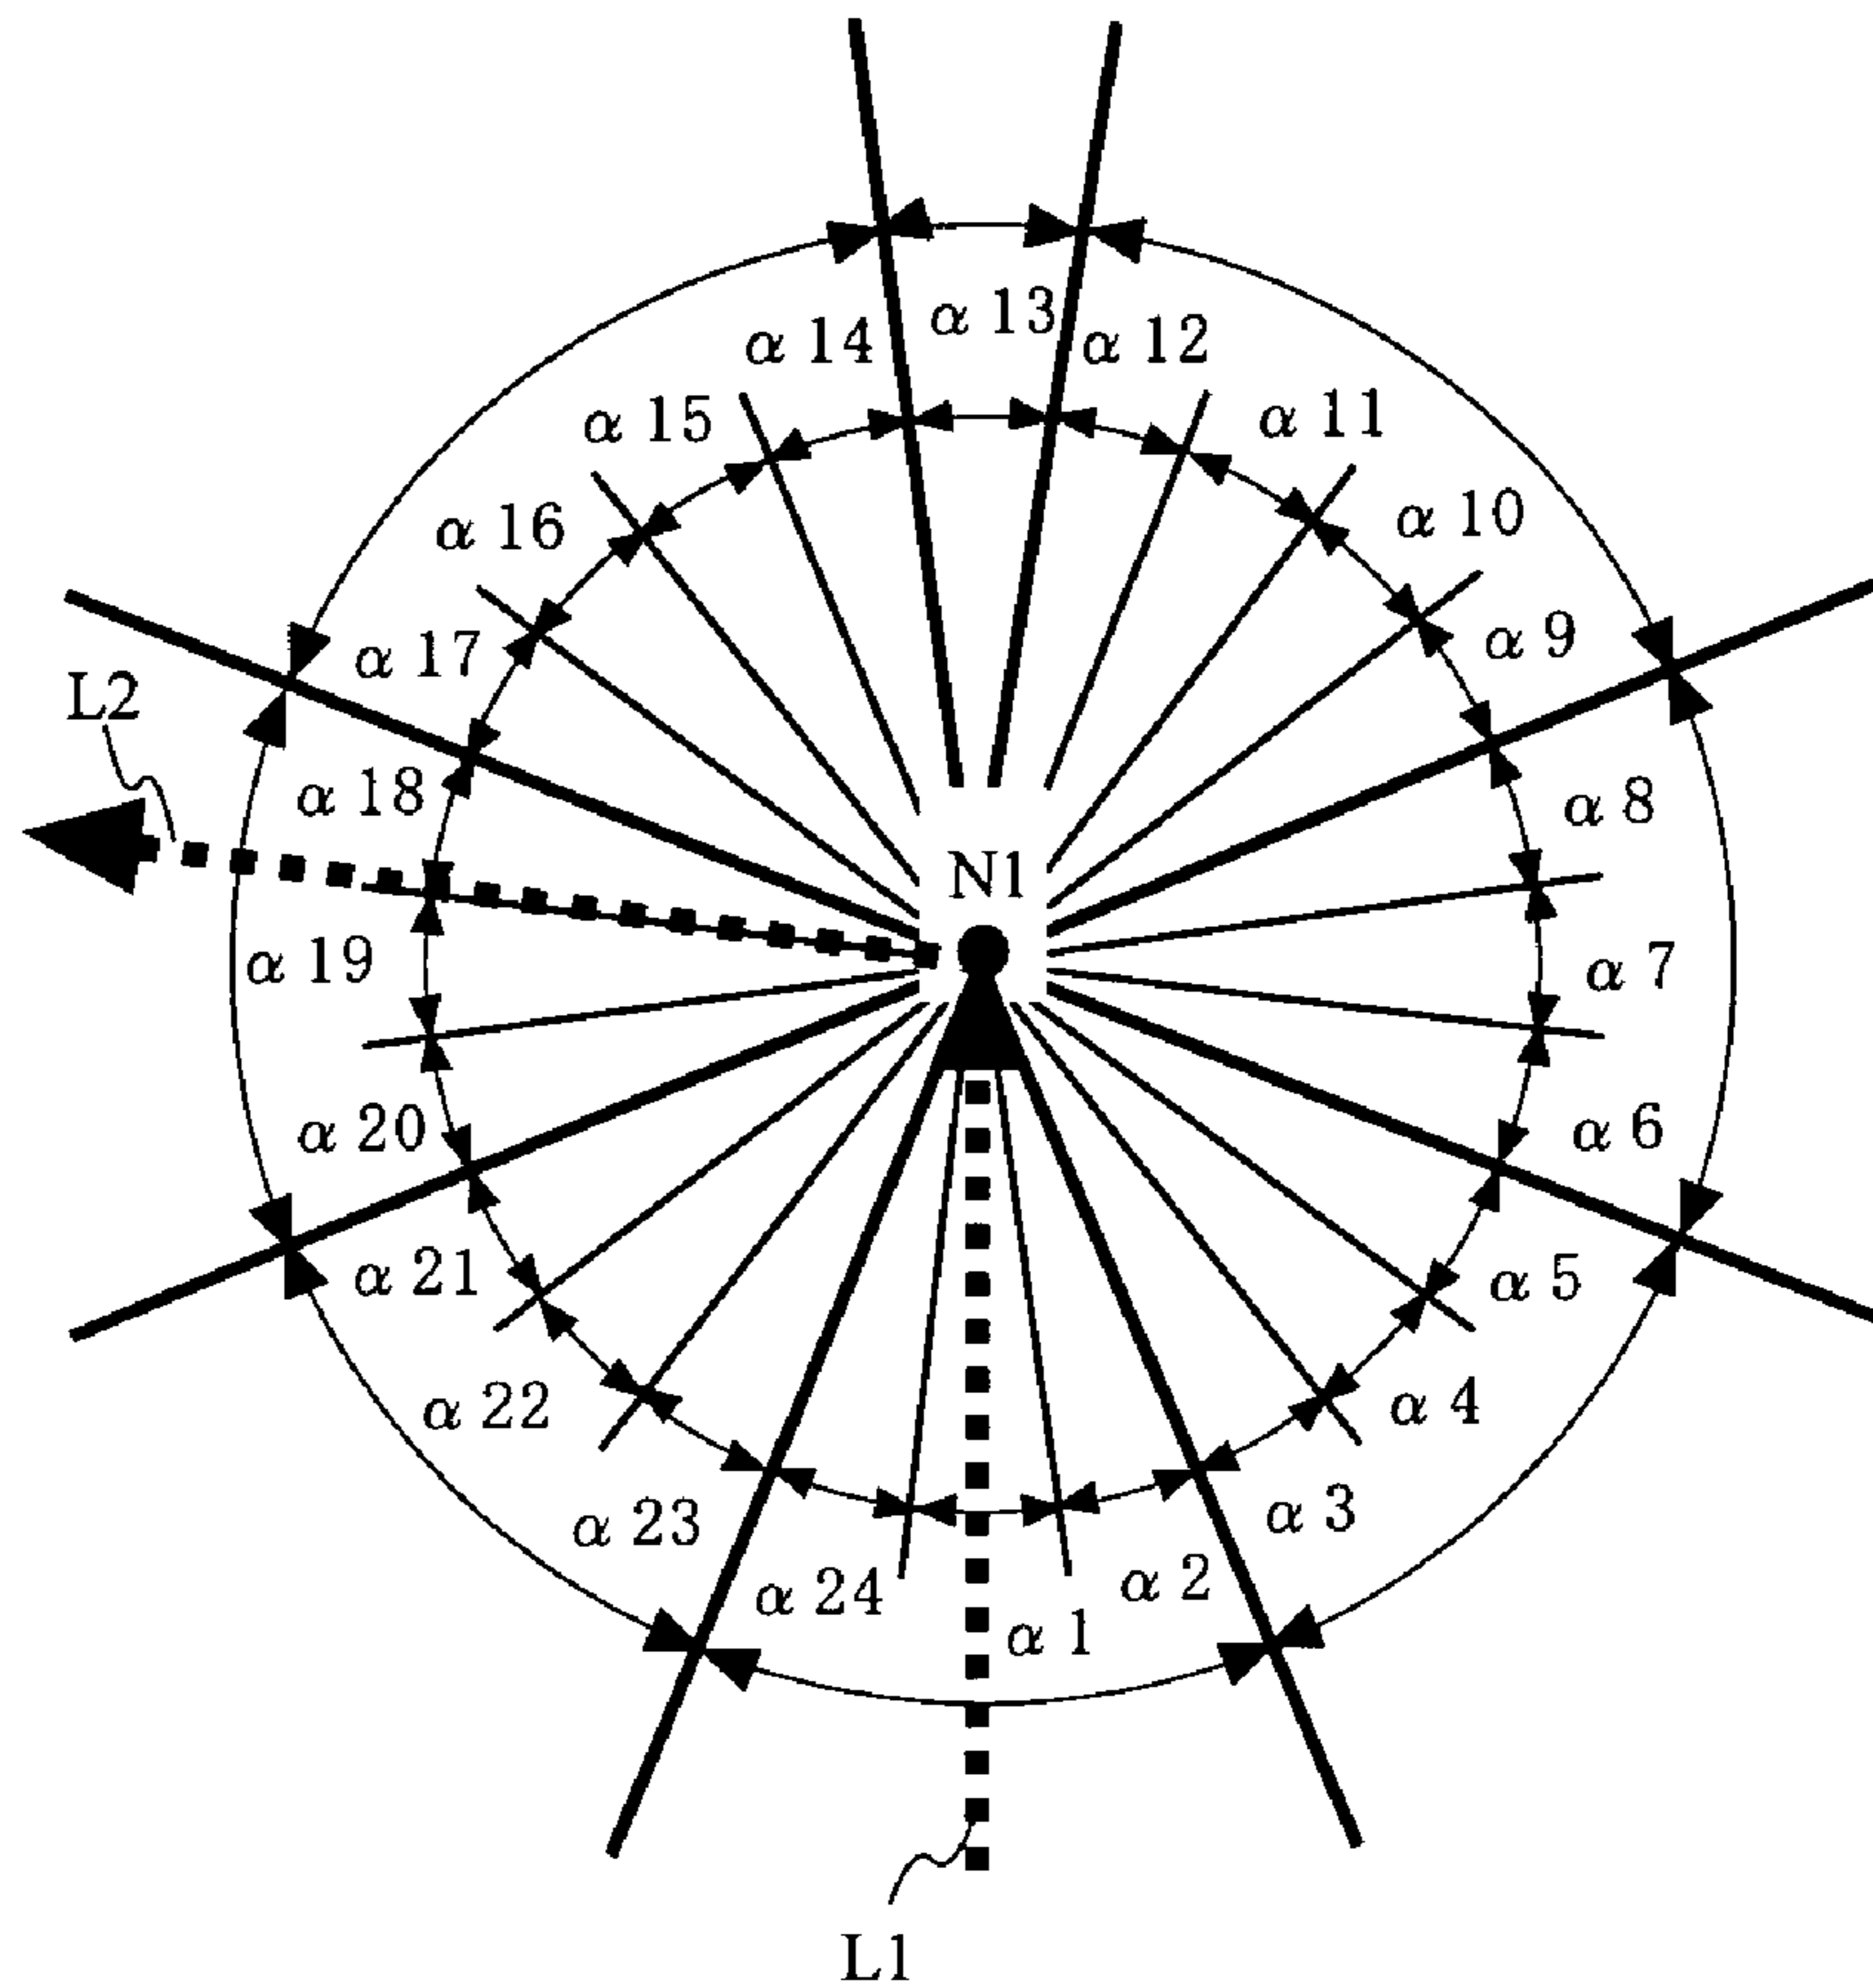 α 13
α 14
α 12
α 15
α 11
α 16
α 10
α 17
α 9
L2
α 18
α 8
N1
α 19
α 7
α 20
α 6
α 21
α 5
α 22
α 4
α 23
α 3
α 24
α 2
α 1
L1